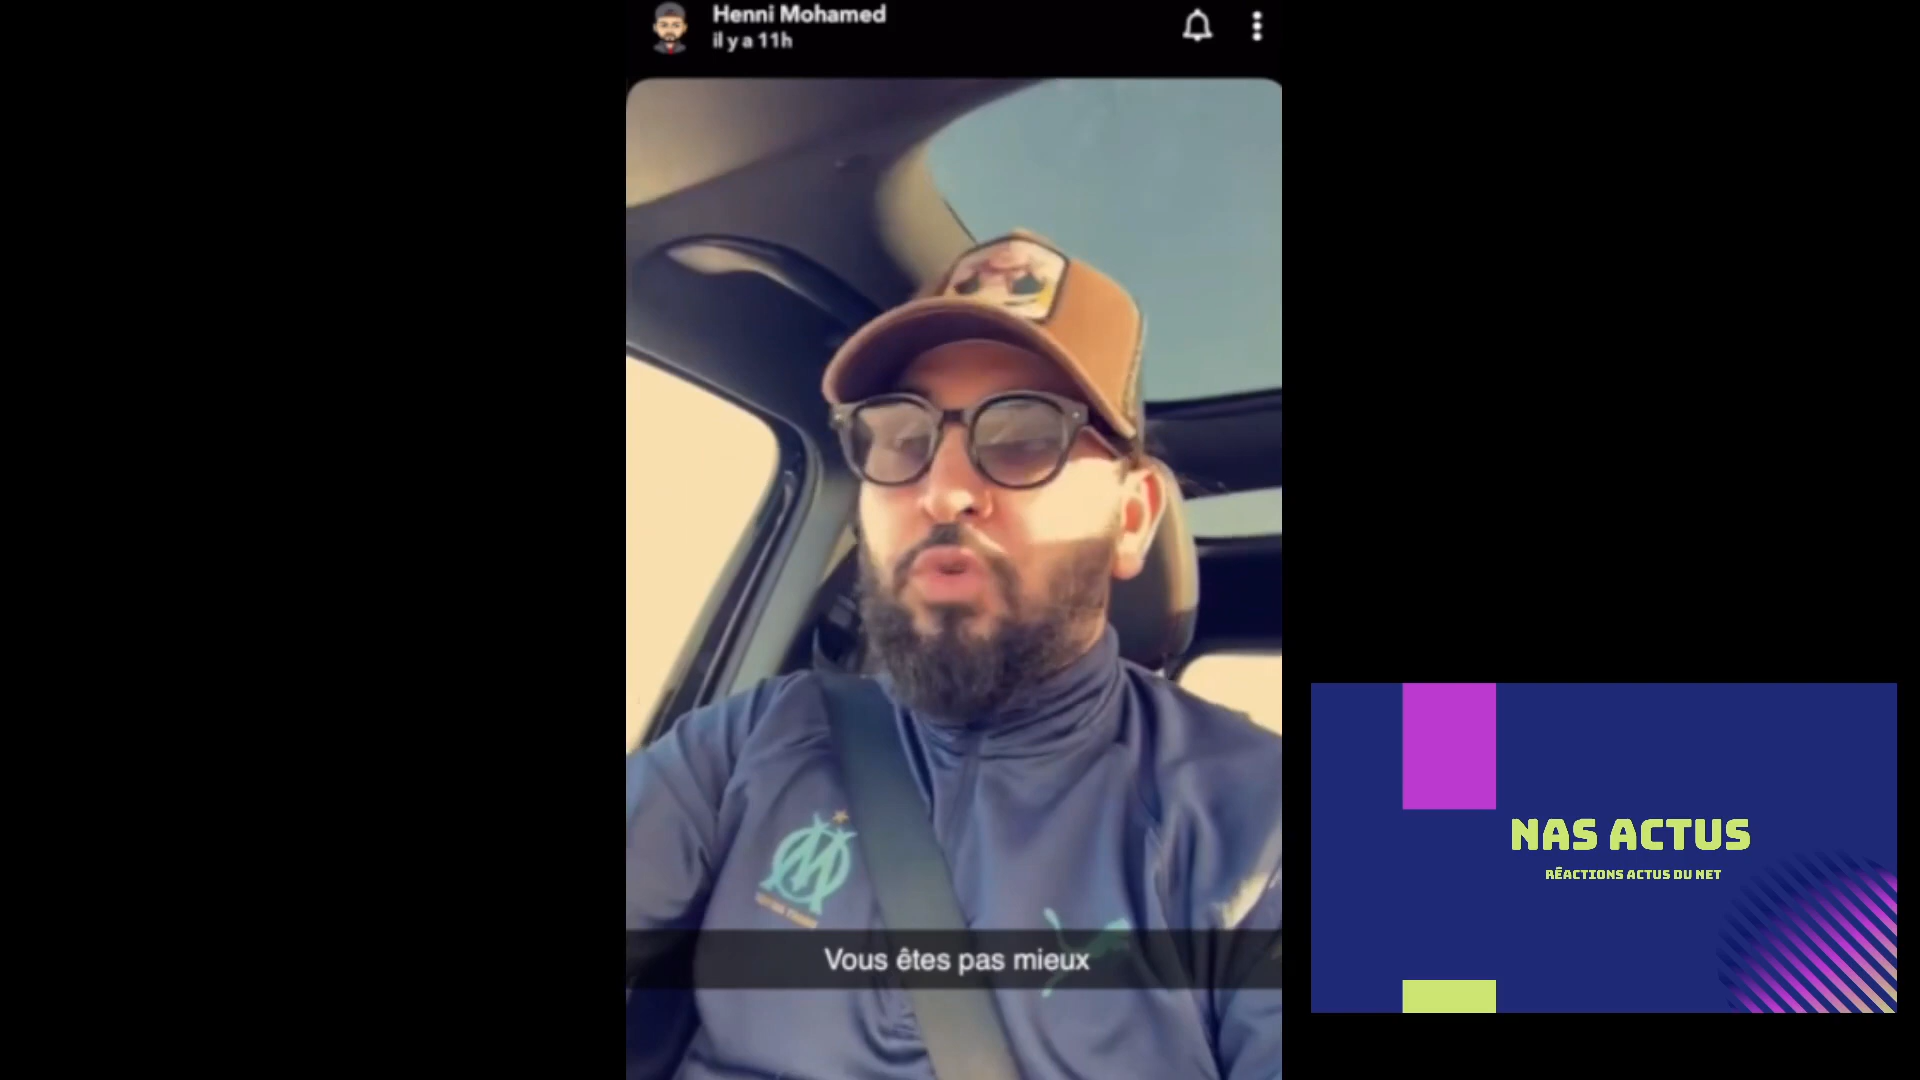 Henni Mohamed
il y a 11h
Vous êtes pas mieux
NAS ACTUS
RÉACTIONS ACTUS DU NET